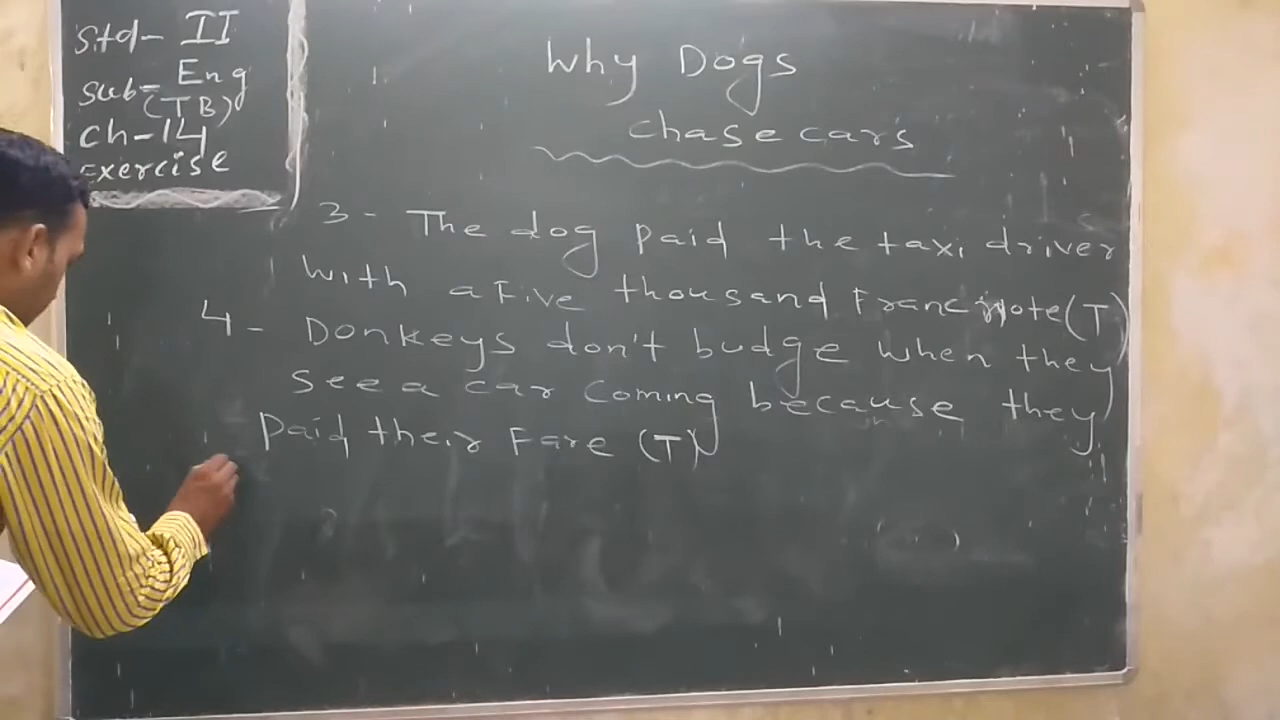 Std- II
Sub- Eng
(TB)
Ch-14
Exercise
Why Dogs
chase cars
3- The dog paid the taxi driver
with a Five thousand Franc note (T)
4- Donkeys don't budge when they
see a car coming because they
paid their Fare (T)